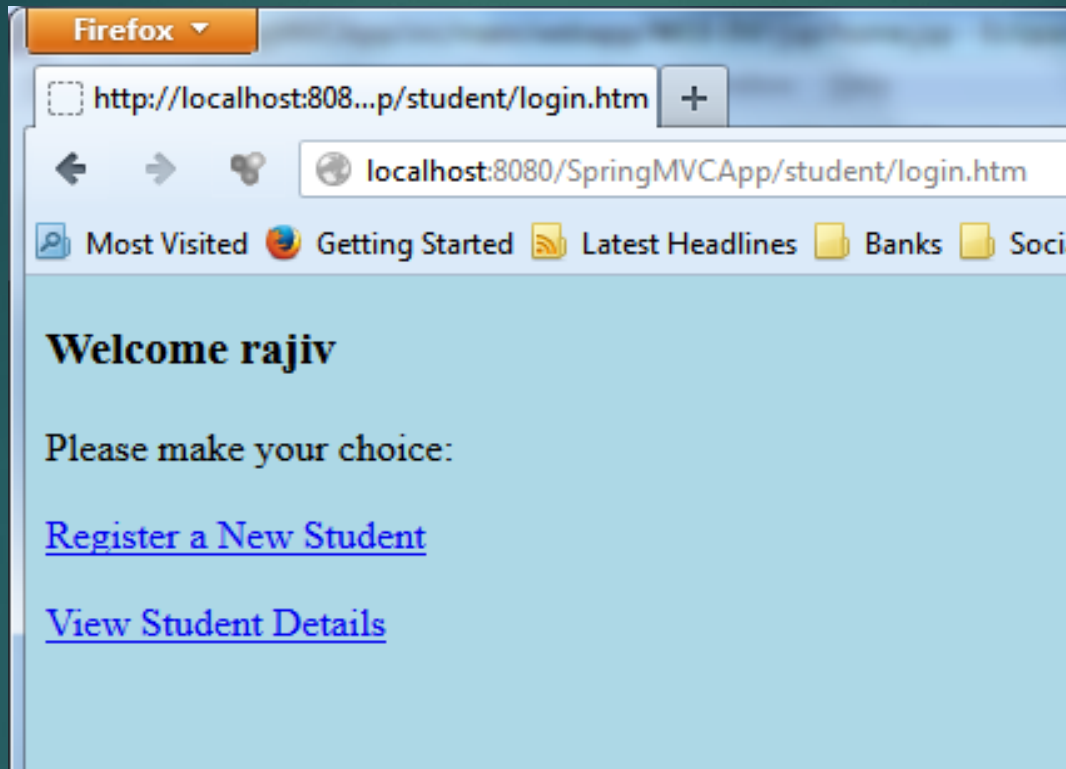 Firefox
http://localhost:808...p/student/login.htm +
localhost:8080/SpringMVCApp/student/login.htm
Most Visited Getting Started Latest Headlines Banks Soci
Welcome rajiv
Please make your choice:
Register a New Student
View Student Details